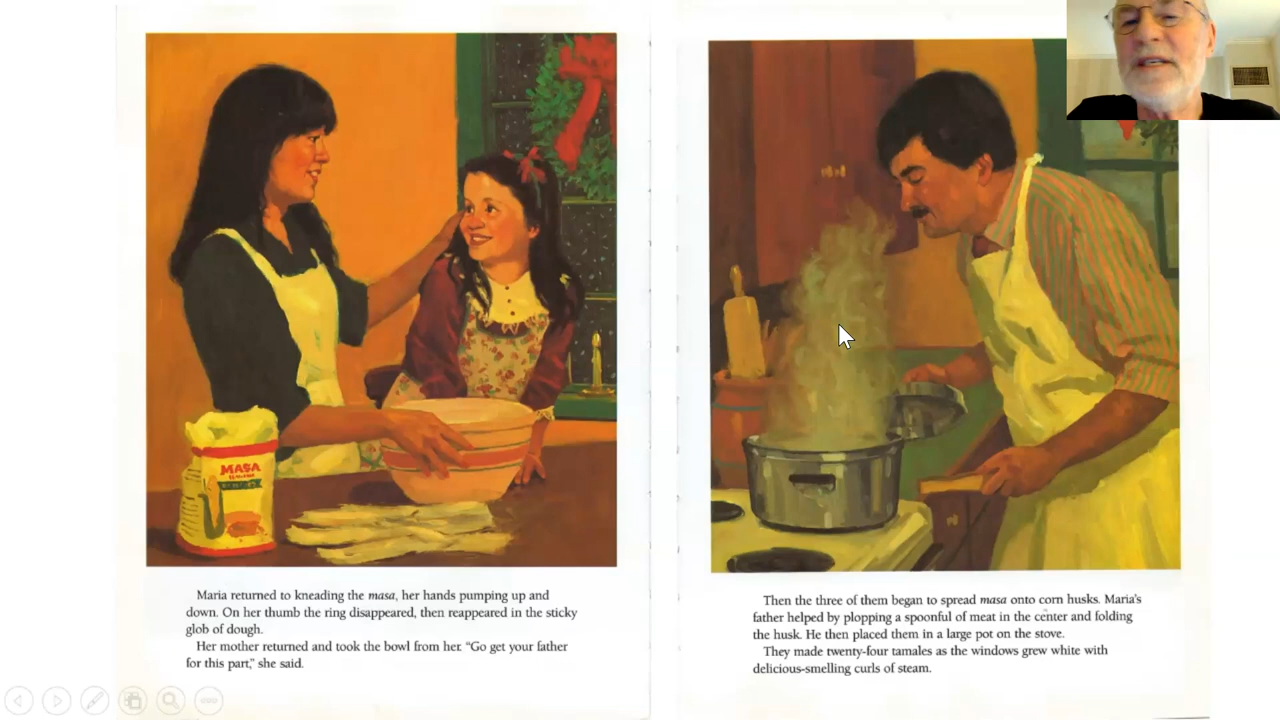 MASA
Maria returned to kneading the masa, her hands pumping up and
down. On her thumb the ring disappeared, then reappeared in the sticky
glob of dough.
Her mother returned and took the bowl from her. “Go get your father
for this part,” she said.
Then the three of them began to spread masa onto corn husks. Maria’s
father helped by plopping a spoonful of meat in the center and folding
the husk. He then placed them in a large pot on the stove.
They made twenty-four tamales as the windows grew white with
delicious-smelling curls of steam.